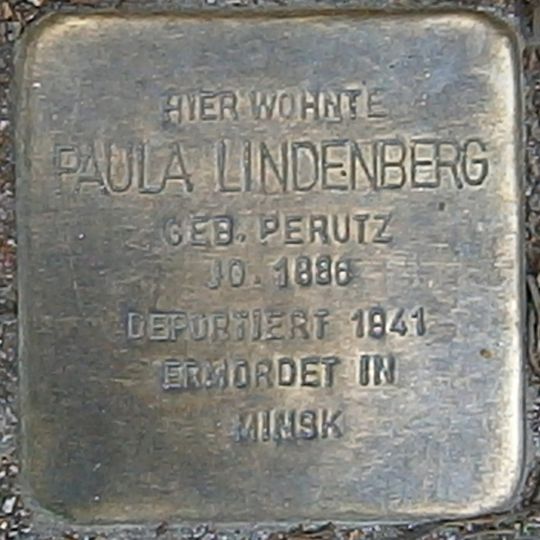 HIER WOHNTE
PAULA LINDENBERG
GEB. PERUTZ
JG. 1886
DEPORTIERT 1941
ERMORDET IN
MINSK